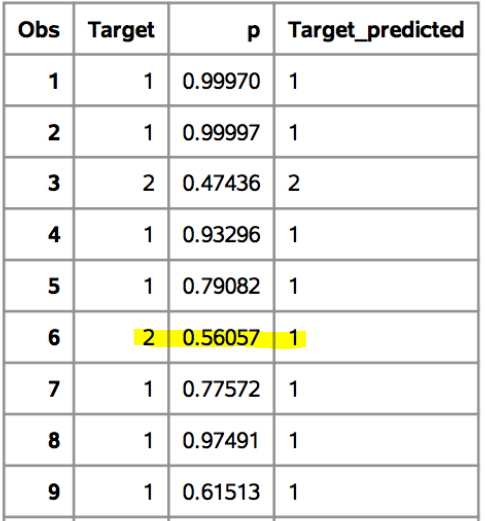 Obs Target p Target_predicted
1 1 0.99970 1
2 1 0.99997 1
3 2 0.47436 2
4 1 0.93296 1
5 1 0.79082 1
6 2 0.56057 1
7 1 0.77572 1
8 1 0.97491 1
9 1 0.61513 1